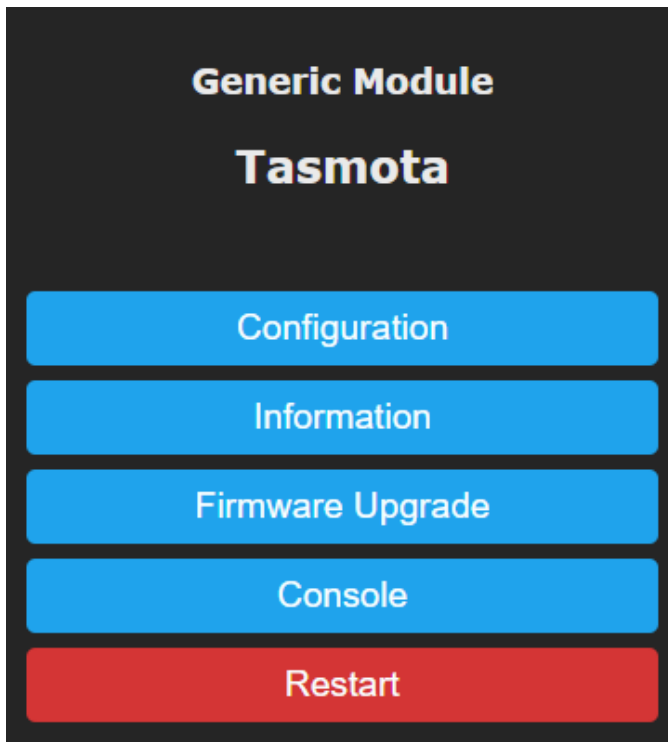 Generic Module
Tasmota
Configuration
Information
Firmware Upgrade
Console
Restart